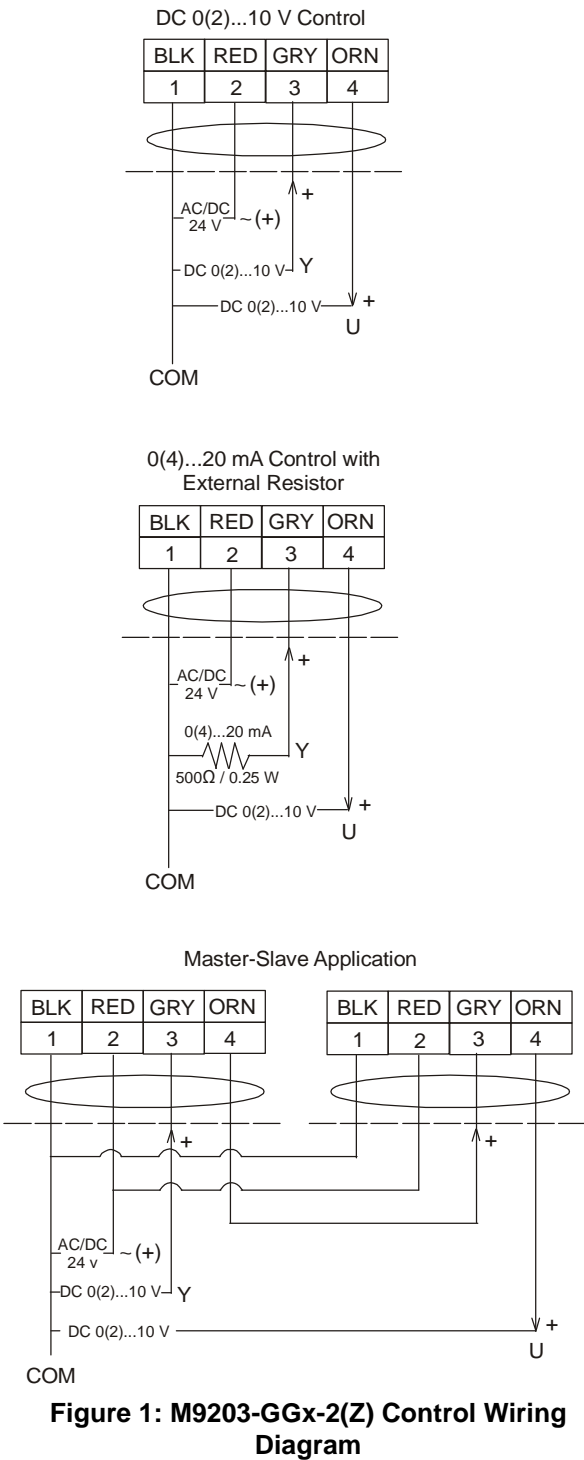 DC 0(2)...10 V Control
BLK RED GRY ORN
1 2 3 4
+
AC/DC
24 V ~ (+)
DC 0(2)...10 V Y
DC 0(2)...10 V +
U
COM
0(4)...20 mA Control with
External Resistor
BLK RED GRY ORN
1 2 3 4
+
AC/DC
24 V ~ (+)
0(4)...20 mA
Y
500Ω / 0.25 W
DC 0(2)...10 V +
U
COM
Master-Slave Application
BLK RED GRY ORN BLK RED GRY ORN
1 2 3 4 1 2 3 4
+ +
AC/DC
24 v ~ (+)
DC 0(2)...10 V Y
DC 0(2)...10 V +
U
COM
Figure 1: M9203-GGx-2(Z) Control Wiring
Diagram